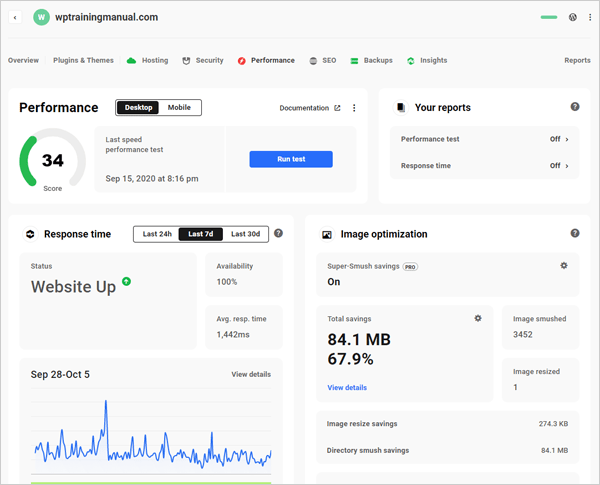 W wptrainingmanual.com
Overview Plugins & Themes Hosting Security Performance SEO Backups Insights Reports
Performance Desktop Mobile Documentation
34
Score
Last speed
performance test
Sep 15, 2020 at 8:16 pm
Run test
Your reports
Performance test Off
Response time Off
Response time Last 24h Last 7d Last 30d
Status
Website Up
Availability
100%
Avg. resp. time
1,442ms
Sep 28-Oct 5 View details
Image optimization
Super-Smush savings PRO
On
Total savings
84.1 MB
67.9%
View details
Image smushed
3452
Image resized
1
Image resize savings 274.3 KB
Directory smush savings 84.1 MB